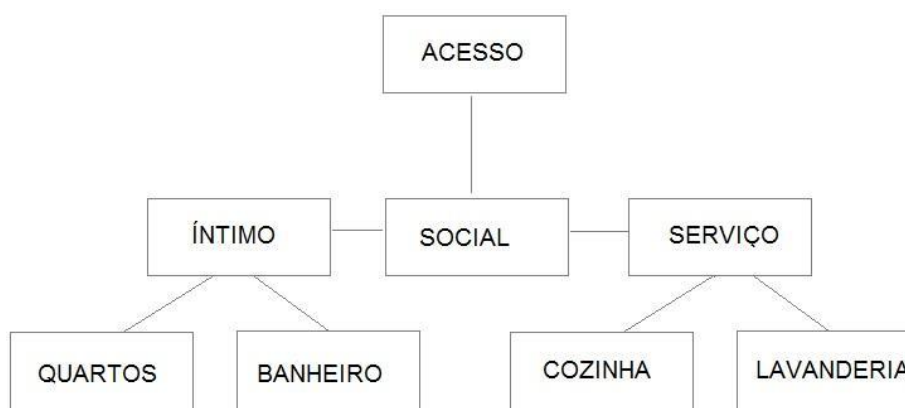 ACESSO
ÍNTIMO
SOCIAL
SERVIÇO
QUARTOS
BANHEIRO
COZINHA
LAVANDERIA